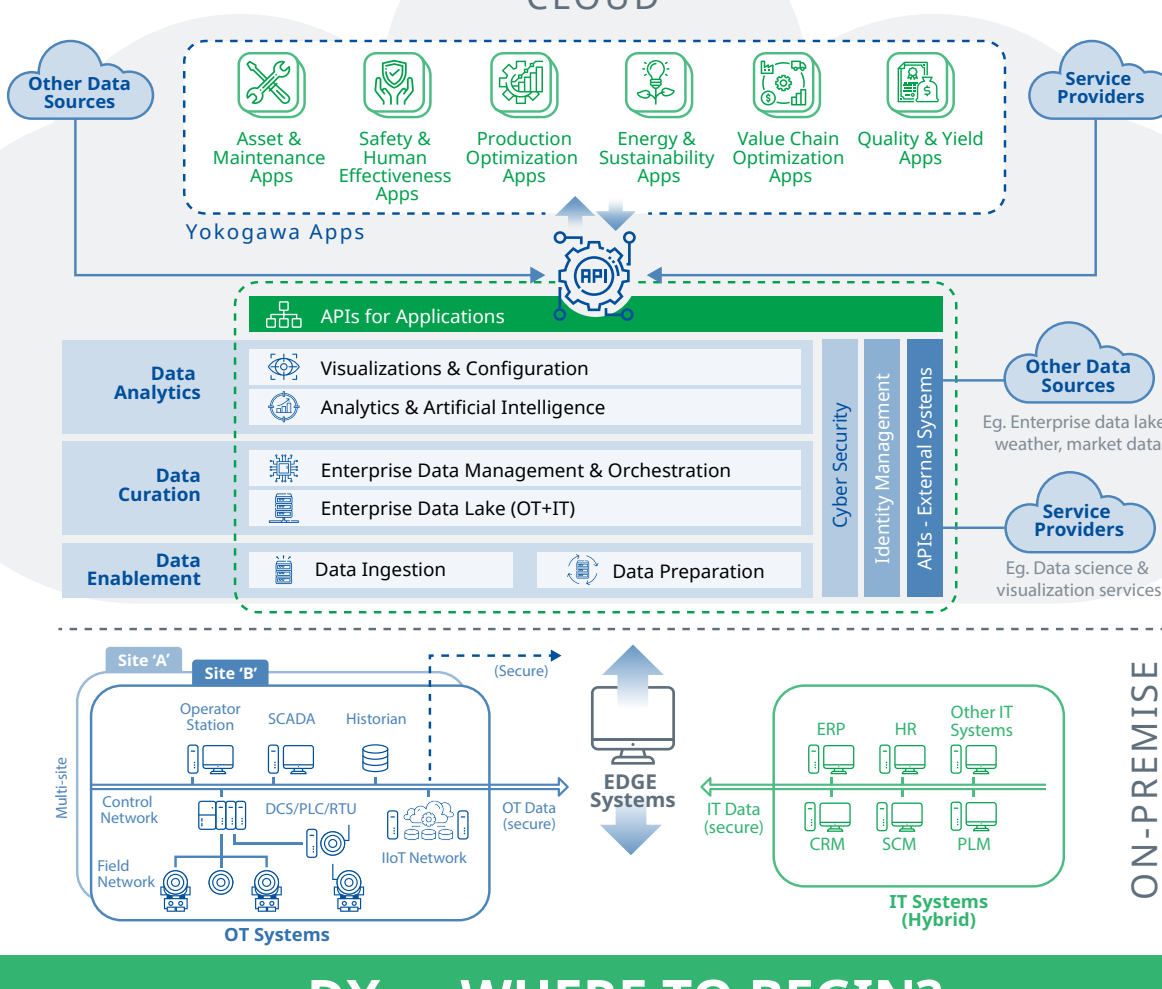 CLOUD
Other Data
Sources
Service
Providers
Asset &
Maintenance
Apps
Safety &
Human
Effectiveness
Apps
Production
Optimization
Apps
Energy &
Sustainability
Apps
Value Chain
Optimization
Apps
Quality & Yield
Apps
Yokogawa Apps
API
APIs for Applications
Data
Analytics
Visualizations & Configuration
Analytics & Artificial Intelligence
Data
Curation
Enterprise Data Management & Orchestration
Enterprise Data Lake (OT+IT)
Data
Enablement
Data Ingestion
Data Preparation
Cyber Security
Identity Management
APIs - External Systems
Other Data
Sources
Eg. Enterprise data lake
weather, market data
Service
Providers
Eg. Data science &
visualization services
Site ‘A’
Site ‘B’
Multi-site
Operator
Station
SCADA
Historian
(Secure)
Control
Network
DCS/PLC/RTU
IIoT Network
Field
Network
OT Data
(secure)
OT Systems
EDGE
Systems
IT Data
(secure)
ERP
HR
Other IT
Systems
CRM
SCM
PLM
IT Systems
(Hybrid)
ON-PREMISE
DX WHERE TO BEGIN?